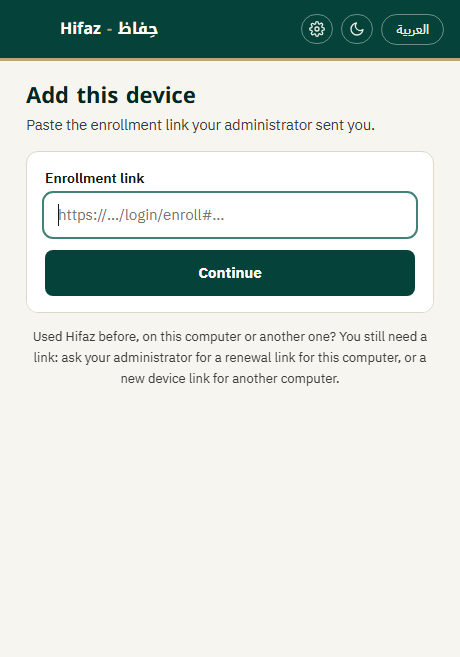 Hifaz - حِفاظ
العربية
Add this device
Paste the enrollment link your administrator sent you.
Enrollment link
https://.../login/enroll#...
Continue
Used Hifaz before, on this computer or another one? You still need a
link: ask your administrator for a renewal link for this computer, or a
new device link for another computer.